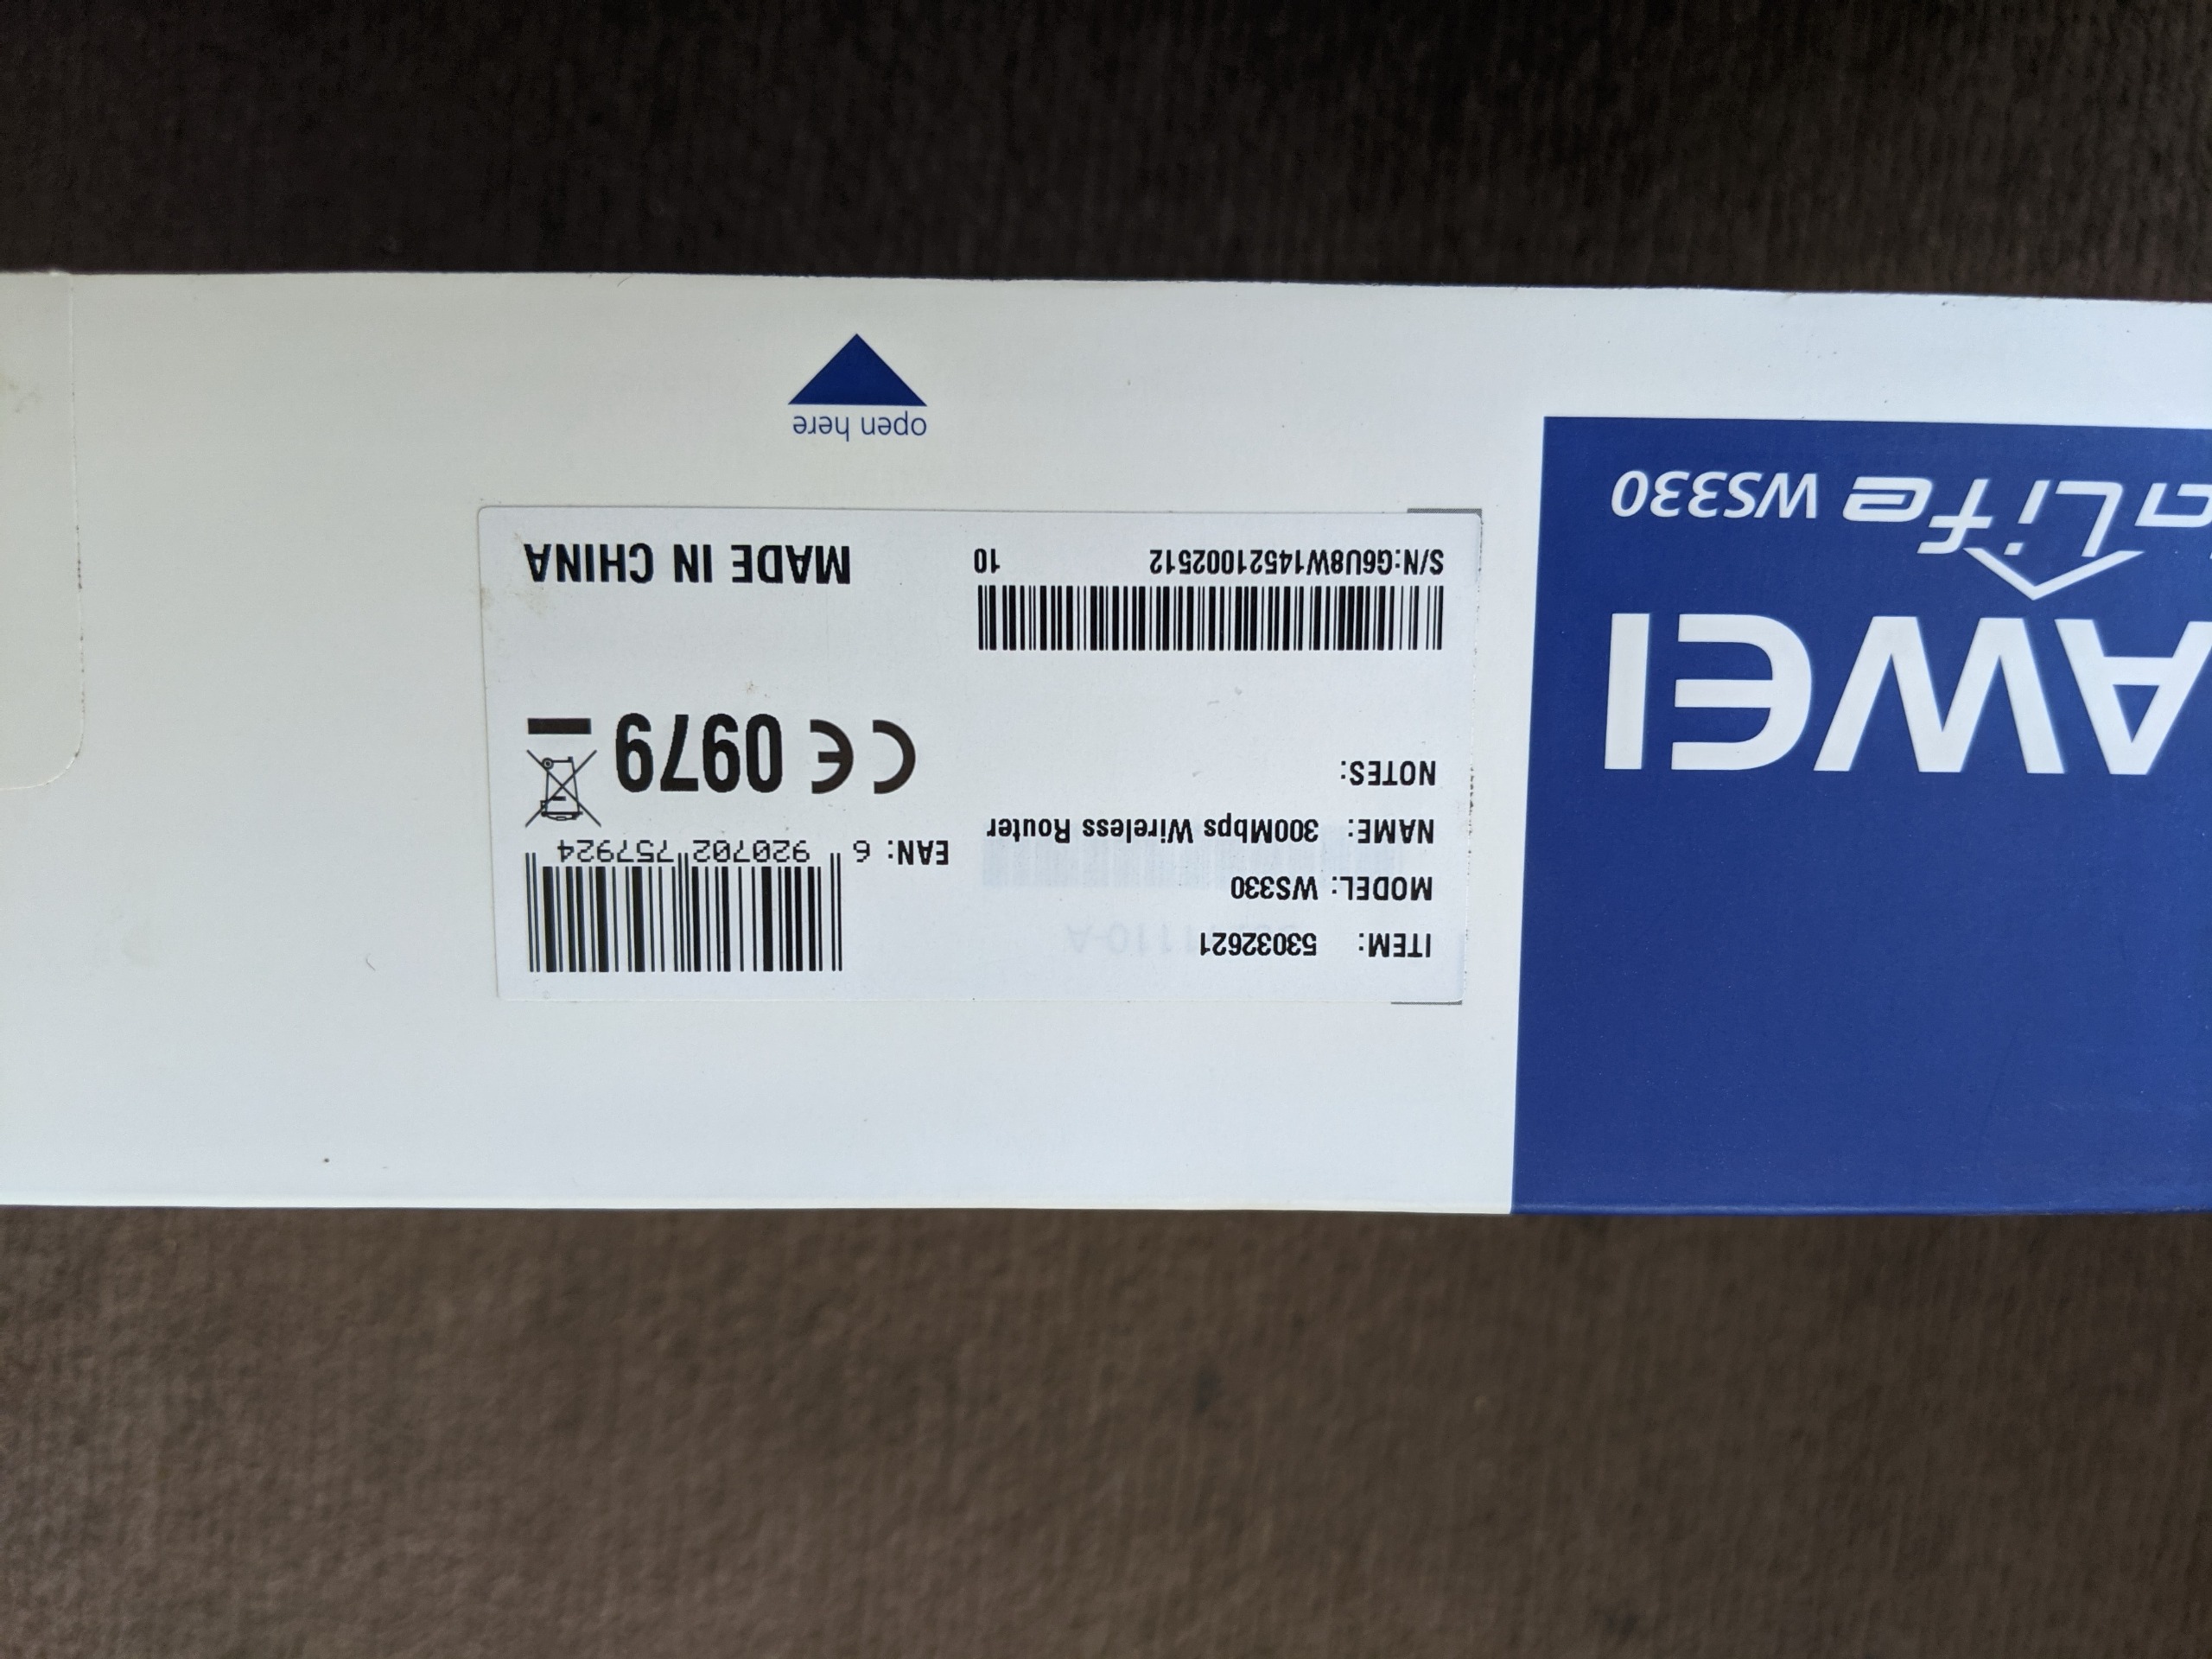 AWEI
aLife WS330
ITEM: 53032621
MODEL: WS330
NAME: 300Mbps Wireless Router
NOTES:
EAN: 6 920702 757924
CE 0979
S/N:G6U8W14521002512 10
MADE IN CHINA
open here